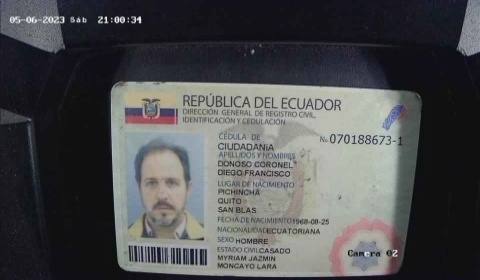 05-06-2023 Sáb 21:00:34
REPÚBLICA DEL ECUADOR
DIRECCIÓN GENERAL DE REGISTRO CIVIL,
IDENTIFICACIÓN Y CEDULACIÓN
CÉDULA DE No 070188673-1
CIUDADANÍA
APELLIDOS Y NOMBRES
DONOSO CORONEL
DIEGO FRANCISCO
LUGAR DE NACIMIENTO
PICHINCHA
QUITO
SAN BLAS
FECHA DE NACIMIENTO 1968-08-25
NACIONALIDAD ECUATORIANA
SEXO HOMBRE
ESTADO CIVIL CASADO
MYRIAM JAZMIN
MONCAYO LARA
Camera 02